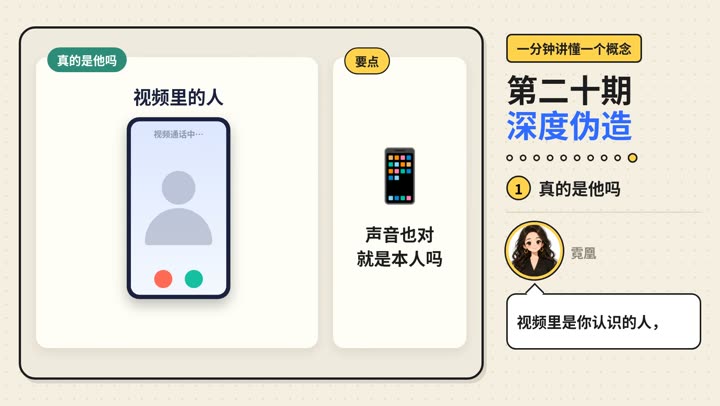 真的是他吗
视频里的人
视频通话中…
要点
声音也对
就是本人吗
一分钟讲懂一个概念
第二十期
深度伪造
1 真的是他吗
霓凰
视频里是你认识的人，